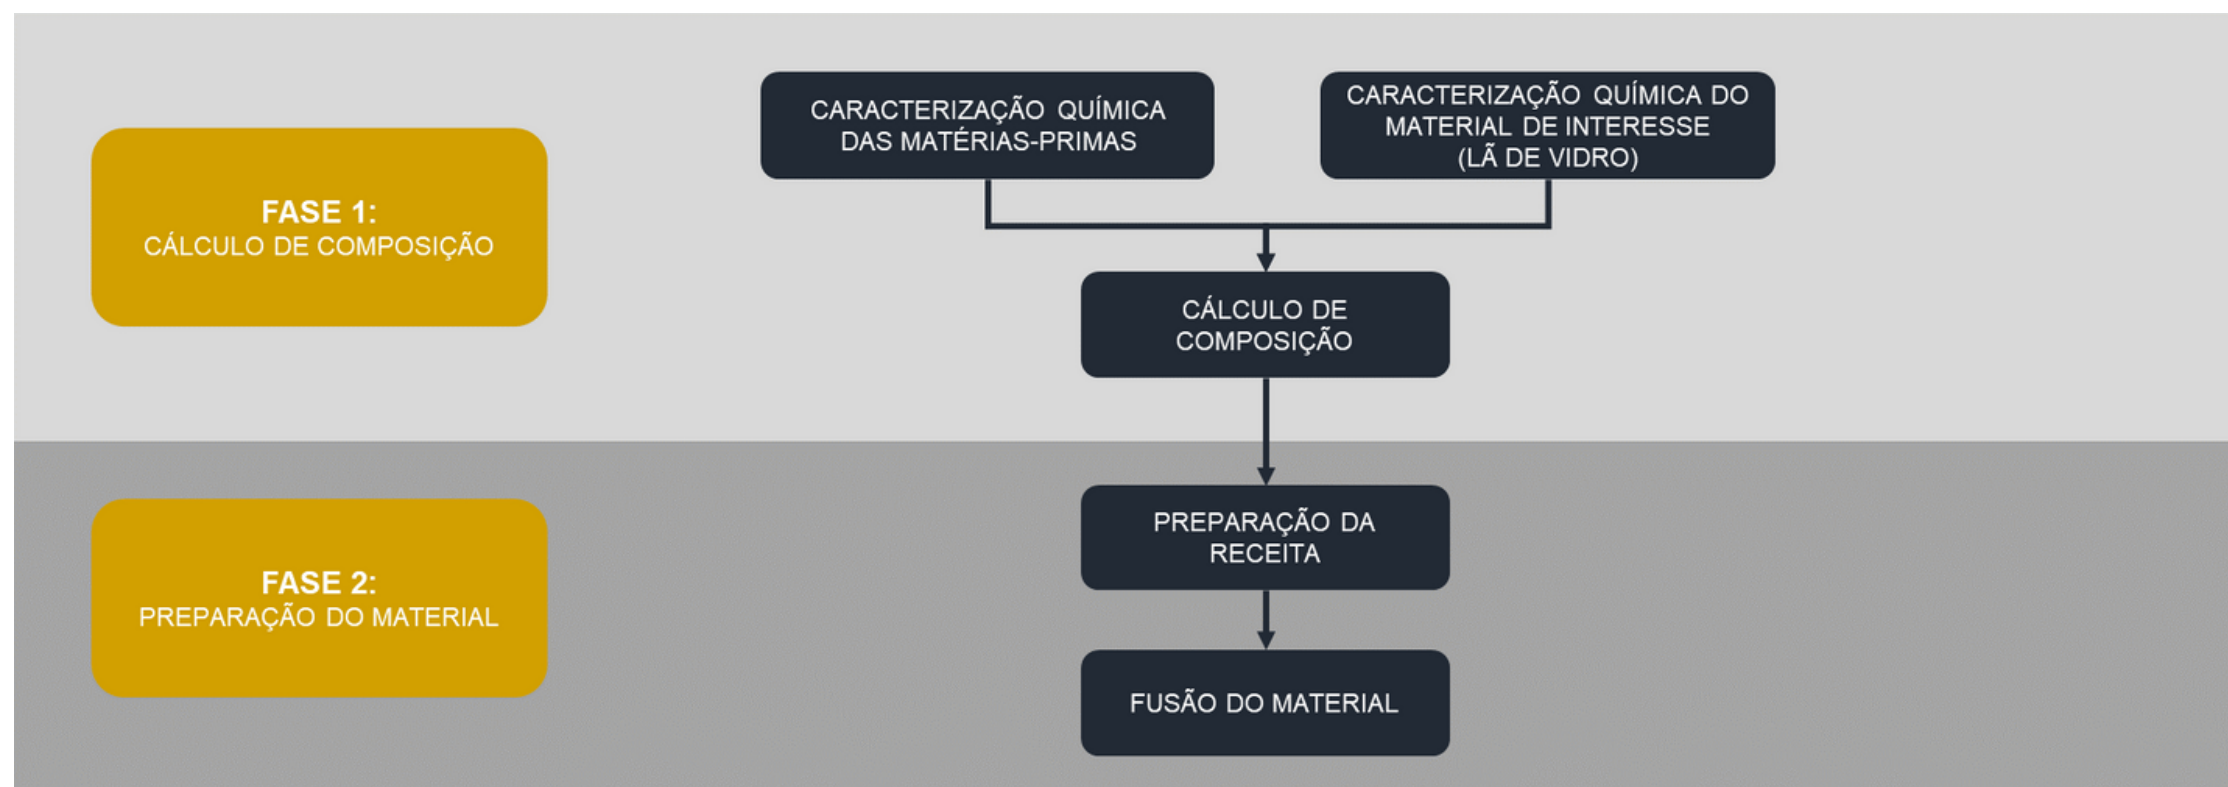 FASE 1:
CÁLCULO DE COMPOSIÇÃO
CARACTERIZAÇÃO QUÍMICA
DAS MATÉRIAS-PRIMAS
CARACTERIZAÇÃO QUÍMICA DO
MATERIAL DE INTERESSE
(LÃ DE VIDRO)
CÁLCULO DE
COMPOSIÇÃO
FASE 2:
PREPARAÇÃO DO MATERIAL
PREPARAÇÃO DA
RECEITA
FUSÃO DO MATERIAL